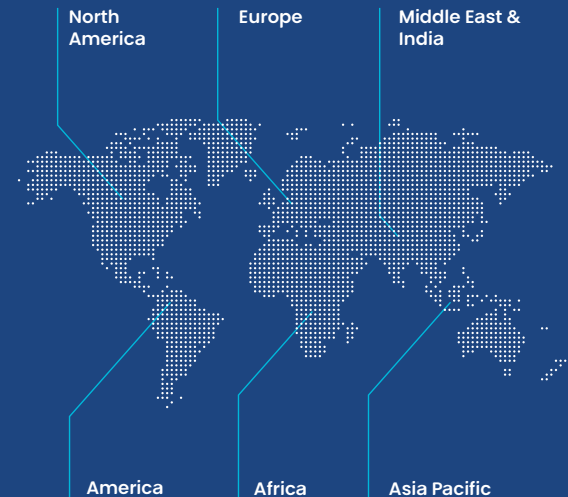 North
America
Europe
Middle East &
India
America
Africa
Asia Pacific